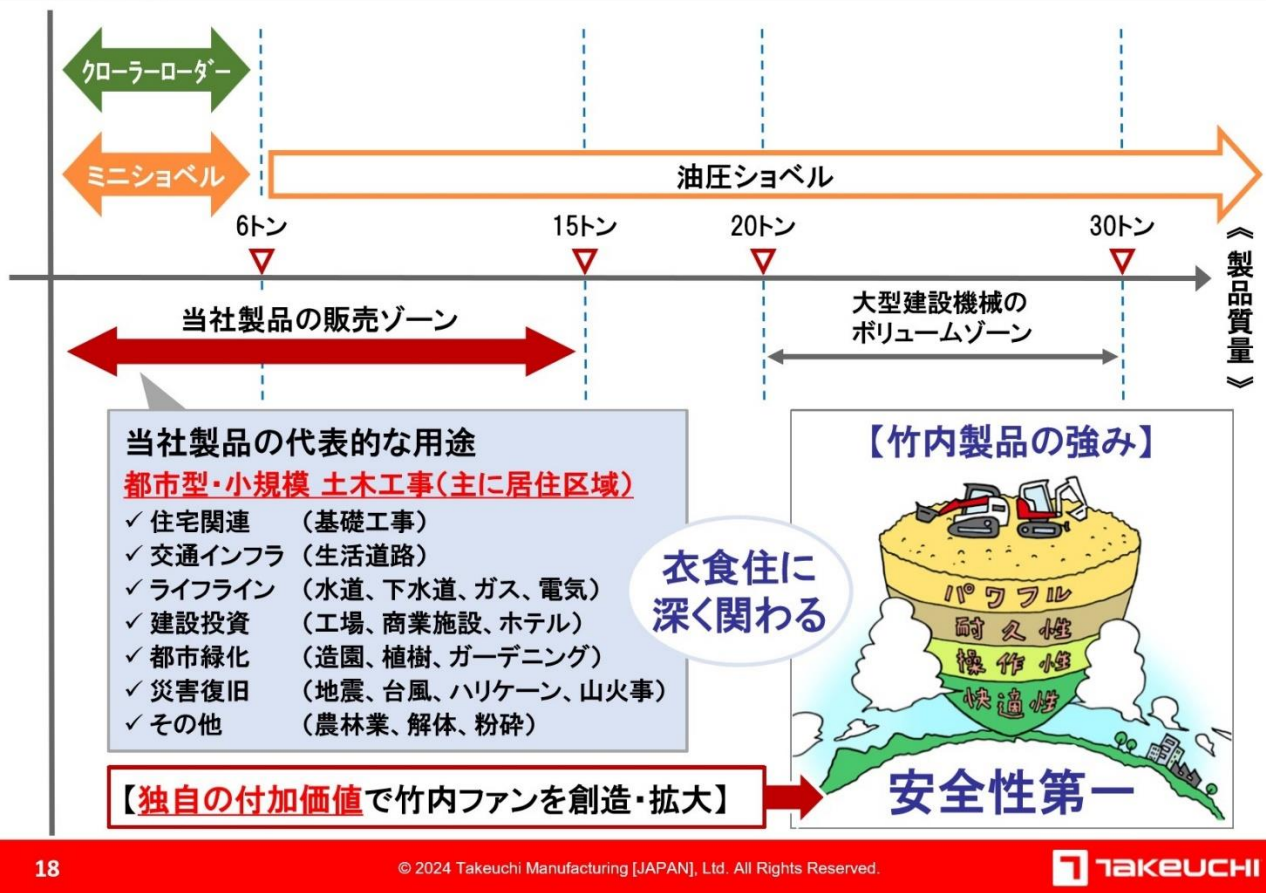 クローラーローダー
ミニショベル
油圧ショベル
6トン
15トン
20トン
30トン
《製品質量》
当社製品の販売ゾーン
大型建設機械の
ボリュームゾーン
当社製品の代表的な用途
都市型・小規模 土木工事(主に居住区域)
✓ 住宅関連 (基礎工事)
✓ 交通インフラ (生活道路)
✓ ライフライン (水道、下水道、ガス、電気)
✓ 建設投資 (工場、商業施設、ホテル)
✓ 都市緑化 (造園、植樹、ガーデニング)
✓ 災害復旧 (地震、台風、ハリケーン、山火事)
✓ その他 (農林業、解体、粉砕)
衣食住に
深く関わる
【竹内製品の強み】
パワフル
耐久性
操作性
快適性
安全性第一
【独自の付加価値で竹内ファンを創造・拡大】
18
© 2024 Takeuchi Manufacturing [JAPAN], Ltd. All Rights Reserved.
TAKEUCHI